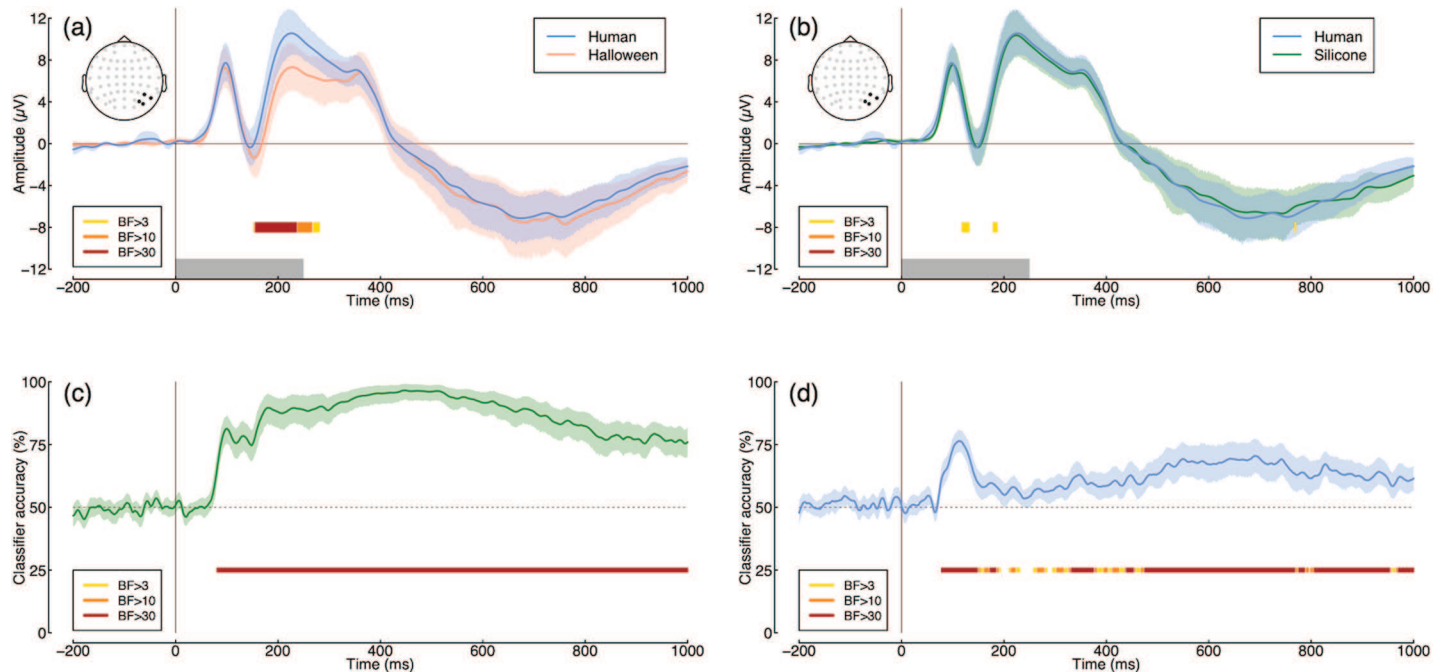 (a)
Human
Halloween
12
8
4
0
−4
−8
−12
Amplitude (µV)
BF>3
BF>10
BF>30
−200
0
200
400
600
800
1000
Time (ms)
(b)
Human
Silicone
12
8
4
0
−4
−8
−12
Amplitude (µV)
BF>3
BF>10
BF>30
−200
0
200
400
600
800
1000
Time (ms)
(c)
100
75
50
25
0
Classifier accuracy (%)
BF>3
BF>10
BF>30
−200
0
200
400
600
800
1000
Time (ms)
(d)
100
75
50
25
0
Classifier accuracy (%)
BF>3
BF>10
BF>30
−200
0
200
400
600
800
1000
Time (ms)